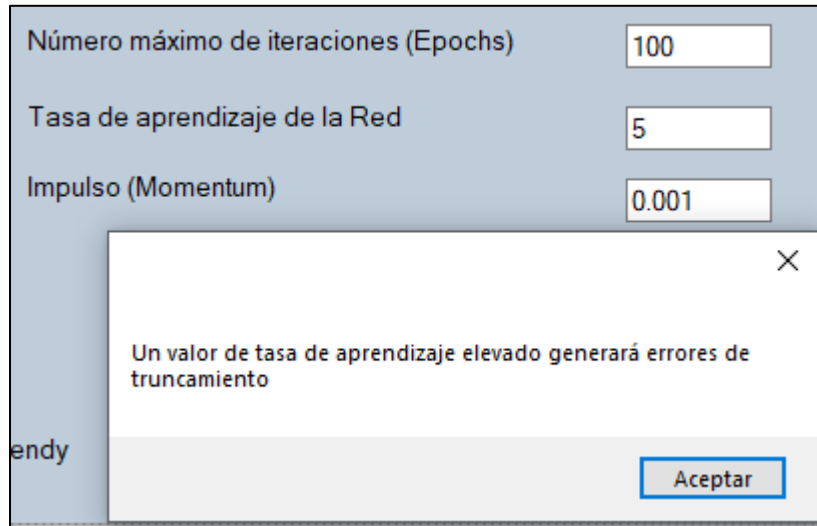 Número máximo de iteraciones (Epochs) 100
Tasa de aprendizaje de la Red 5
Impulso (Momentum) 0.001
Un valor de tasa de aprendizaje elevado generará errores de
truncamiento
endy
Aceptar